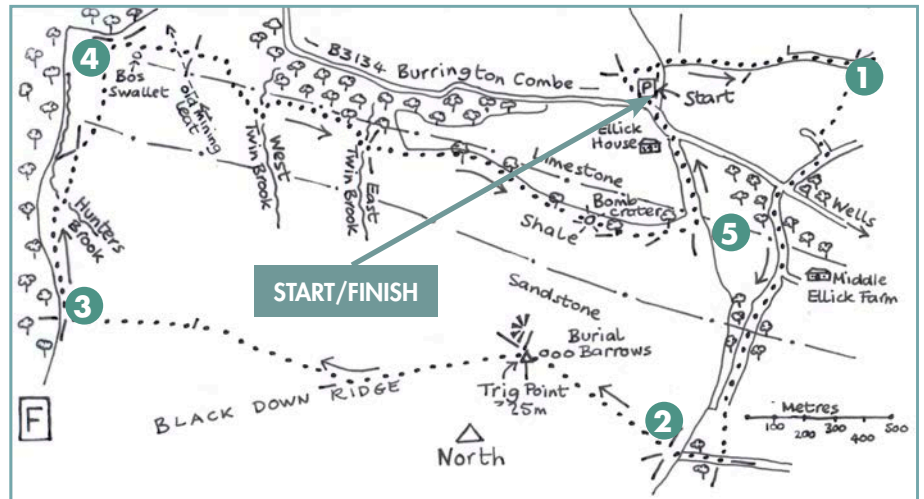 4
Bos
Swallet
old mining
leat
B3134
Burrington Combe
P
Start
1
Ellick
House
West
Twin Brook
East
Twin Brook
Limestone
Bomb
craters
Shale
Wells
5
Hunters
Brook
START/FINISH
Sandstone
Middle
Ellick Farm
3
Burial
Barrows
Trig Point
325m
BLACK DOWN RIDGE
2
F
North
Metres
100
200
300
400
500